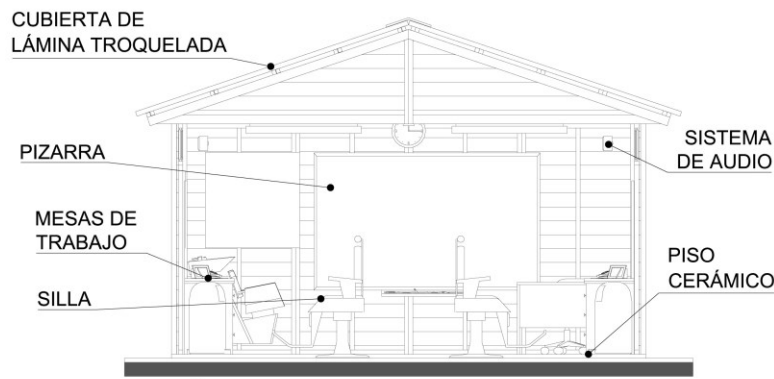 CUBIERTA DE
LÁMINA TROQUELADA
PIZARRA
SISTEMA
DE AUDIO
MESAS DE
TRABAJO
PISO
CERÁMICO
SILLA